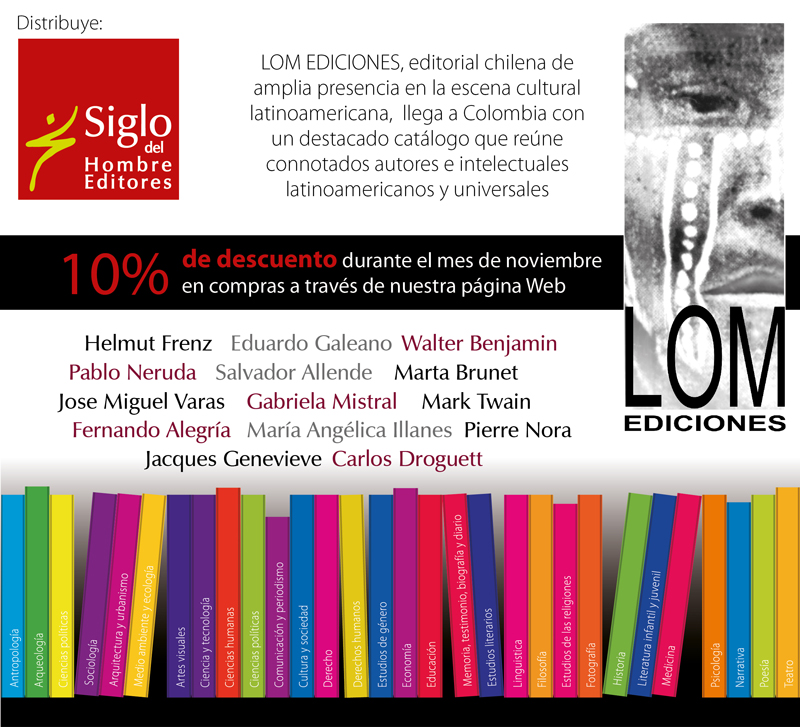 Distribuye:
Siglo
del
Hombre
Editores
LOM EDICIONES, editorial chilena de
amplia presencia en la escena cultural
latinoamericana, llega a Colombia con
un destacado catálogo que reúne
connotados autores e intelectuales
latinoamericanos y universales
10% de descuento durante el mes de noviembre
en compras a través de nuestra página Web
LOM
EDICIONES
Helmut Frenz Eduardo Galeano Walter Benjamin
Pablo Neruda Salvador Allende Marta Brunet
Jose Miguel Varas Gabriela Mistral Mark Twain
Fernando Alegría María Angélica Illanes Pierre Nora
Jacques Genevieve Carlos Droguett
Antropología
Arqueología
Ciencias políticas
Sociología
Arquitectura y urbanismo
Medio ambiente y ecología
Artes visuales
Ciencia y tecnología
Ciencias humanas
Ciencias políticas
Comunicación y periodismo
Cultura y sociedad
Derecho
Derechos humanos
Estudios de género
Economía
Educación
Memoria, testimonio, biografía y diario
Estudios literarios
Linguistica
Filosofía
Estudios de las religiones
Fotografía
Historia
Literatura infantil y juvenil
Medicina
Psicología
Narrativa
Poesía
Teatro